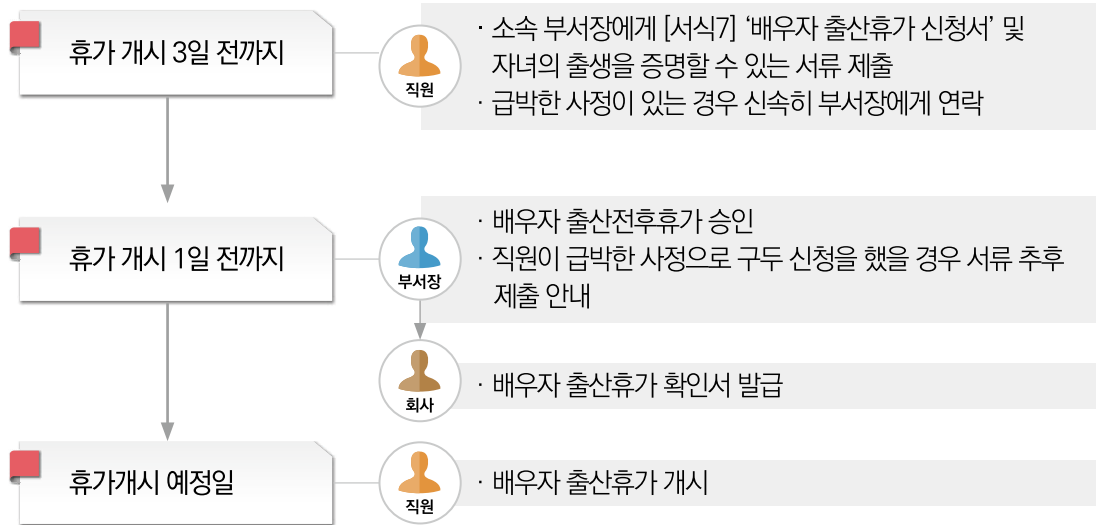 휴가 개시 3일 전까지
직원
· 소속 부서장에게 [서식7] ‘배우자 출산휴가 신청서’ 및
자녀의 출생을 증명할 수 있는 서류 제출
· 급박한 사정이 있는 경우 신속히 부서장에게 연락
휴가 개시 1일 전까지
부서장
· 배우자 출산전후휴가 승인
· 직원이 급박한 사정으로 구두 신청을 했을 경우 서류 추후
제출 안내
회사
· 배우자 출산휴가 확인서 발급
휴가개시 예정일
직원
· 배우자 출산휴가 개시